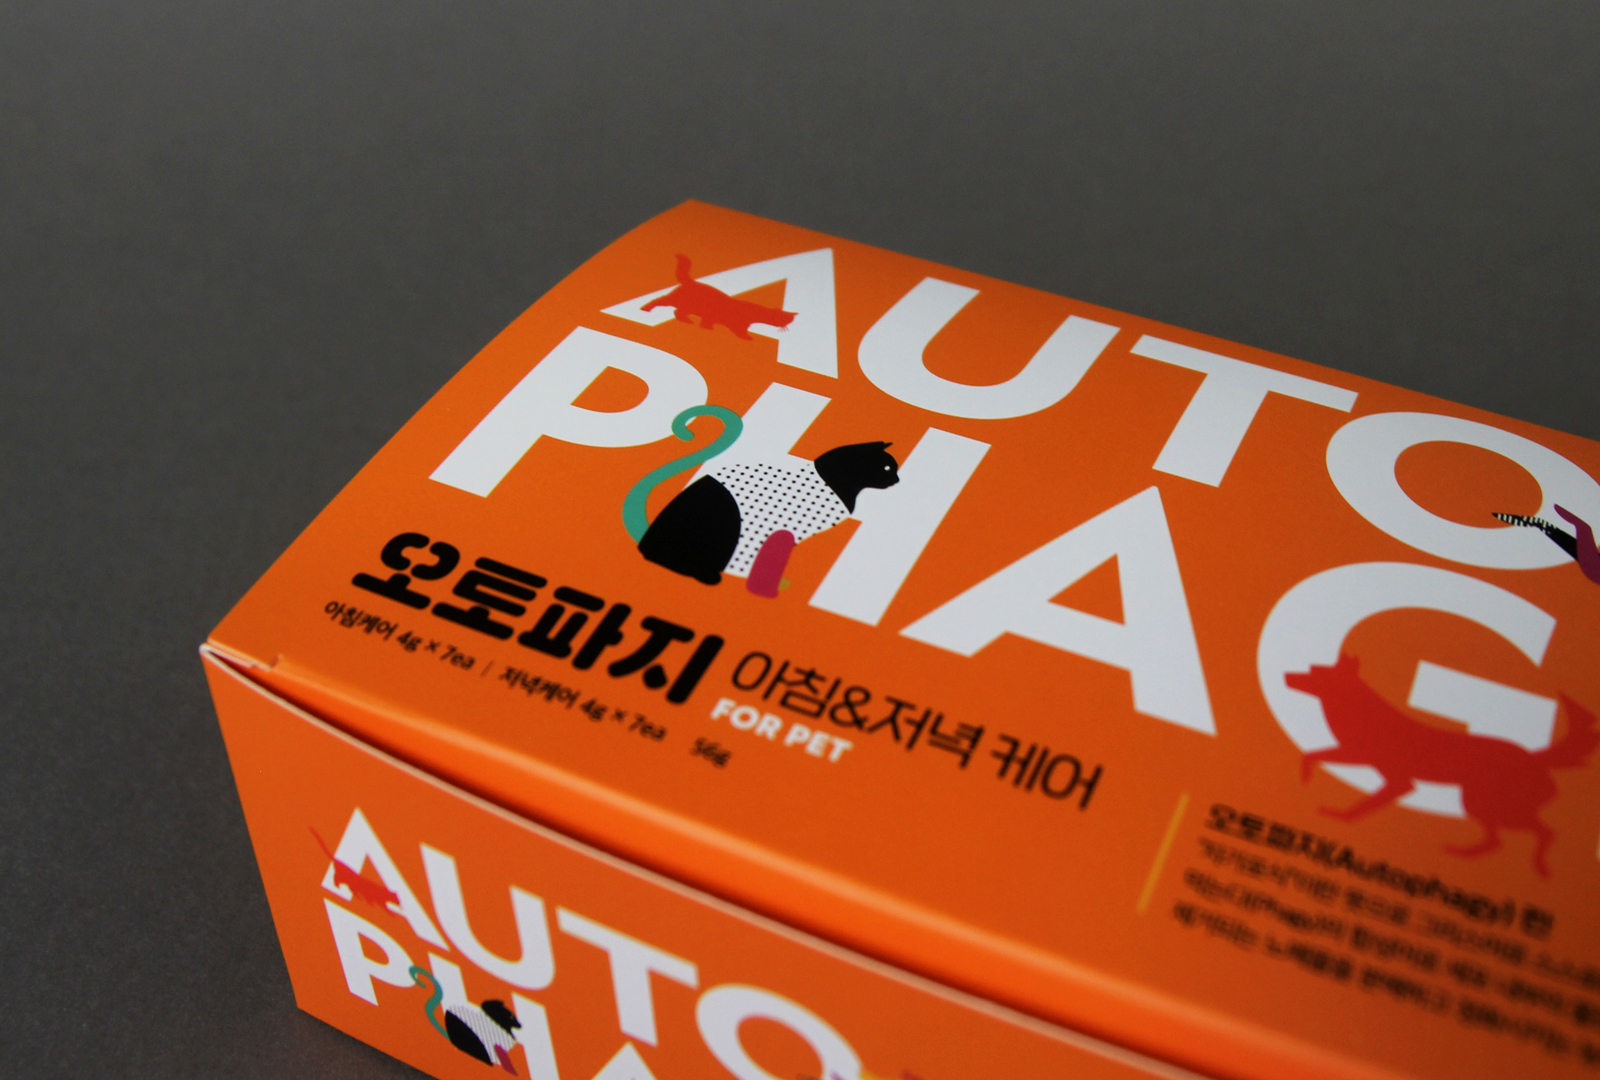 AUTO
PHAG
오토파지 아침&저녁 케어
FOR PET
아침케어 4g × 7ea | 저녁케어 4g × 7ea 56g
오토파지(Autophagy) 란
AUTO
PHA